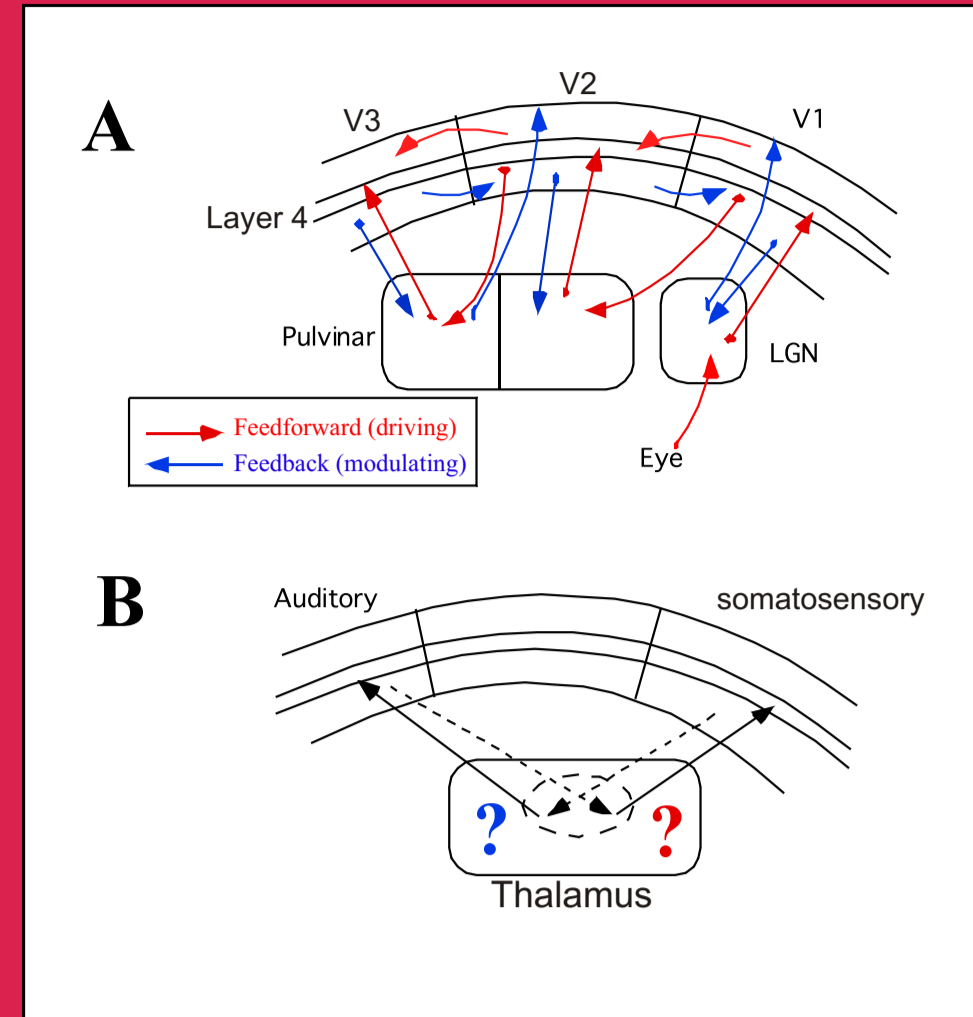 A
V2
V3
V1
Layer 4
Pulvinar
LGN
Feedforward (driving)
Feedback (modulating)
Eye
B
Auditory
somatosensory
? ?
Thalamus